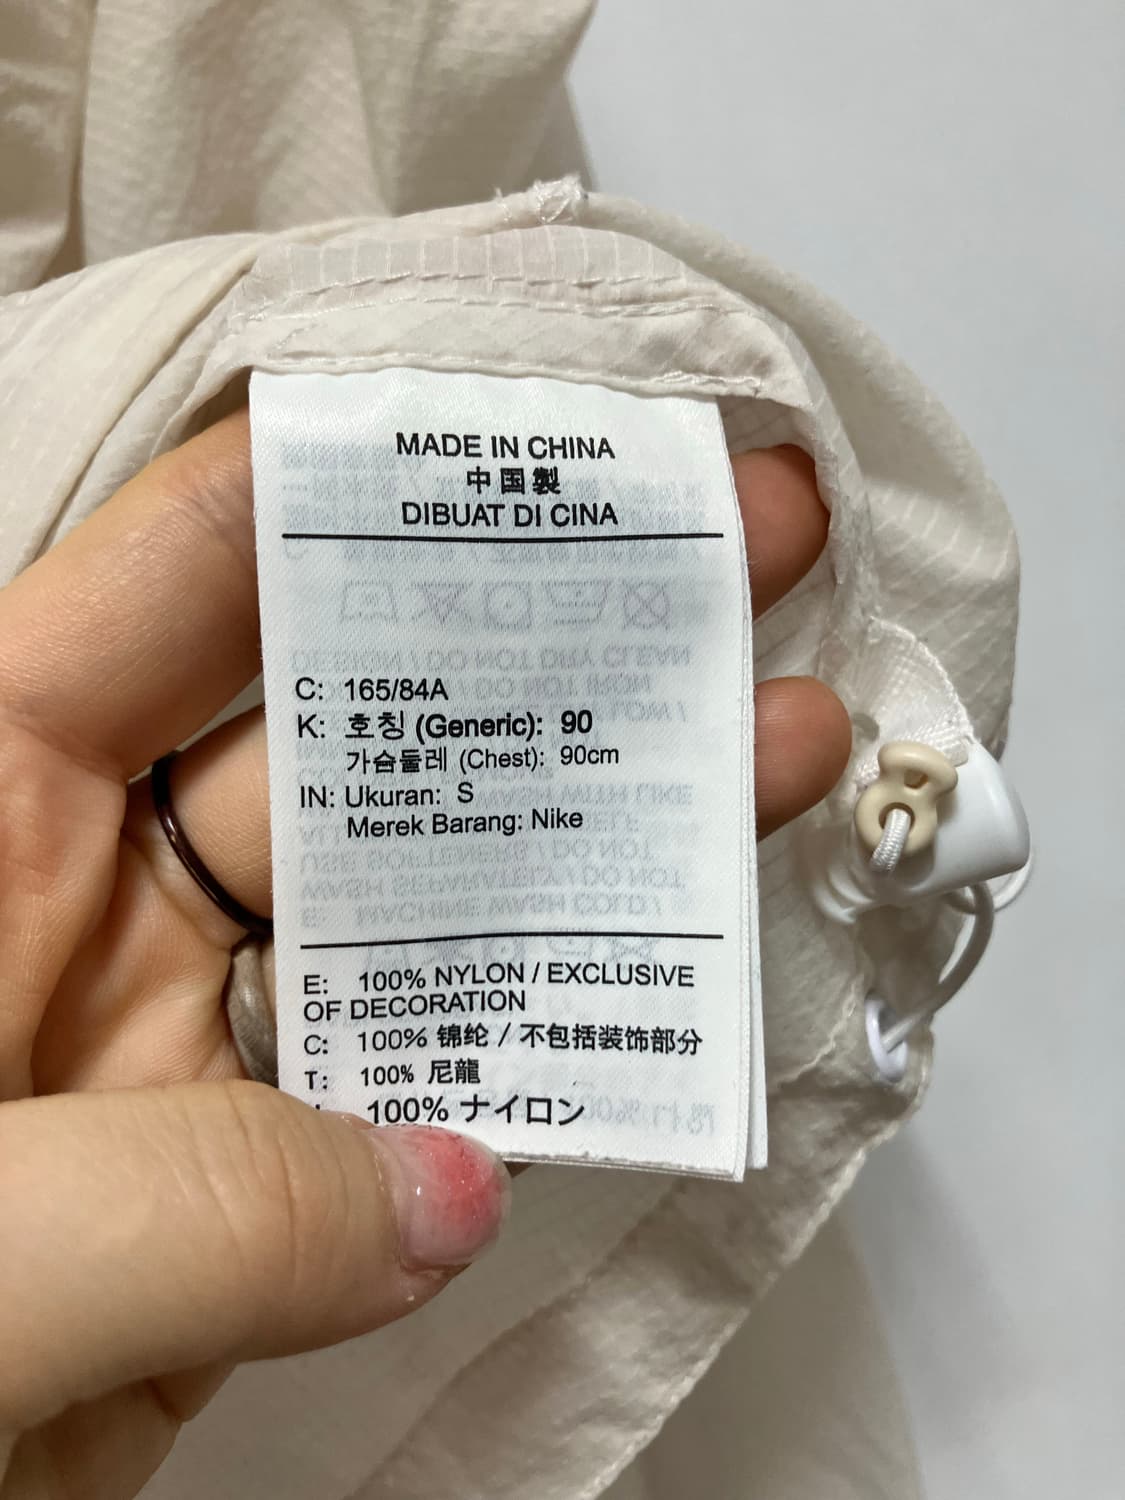 MADE IN CHINA
中国製
DIBUAT DI CINA
C: 165/84A
K: 호칭 (Generic): 90
가슴둘레 (Chest): 90cm
IN: Ukuran: S
Merek Barang: Nike
E: 100% NYLON / EXCLUSIVE
OF DECORATION
C: 100% 锦纶 / 不包括装饰部分
T: 100% 尼龍
100% ナイロン